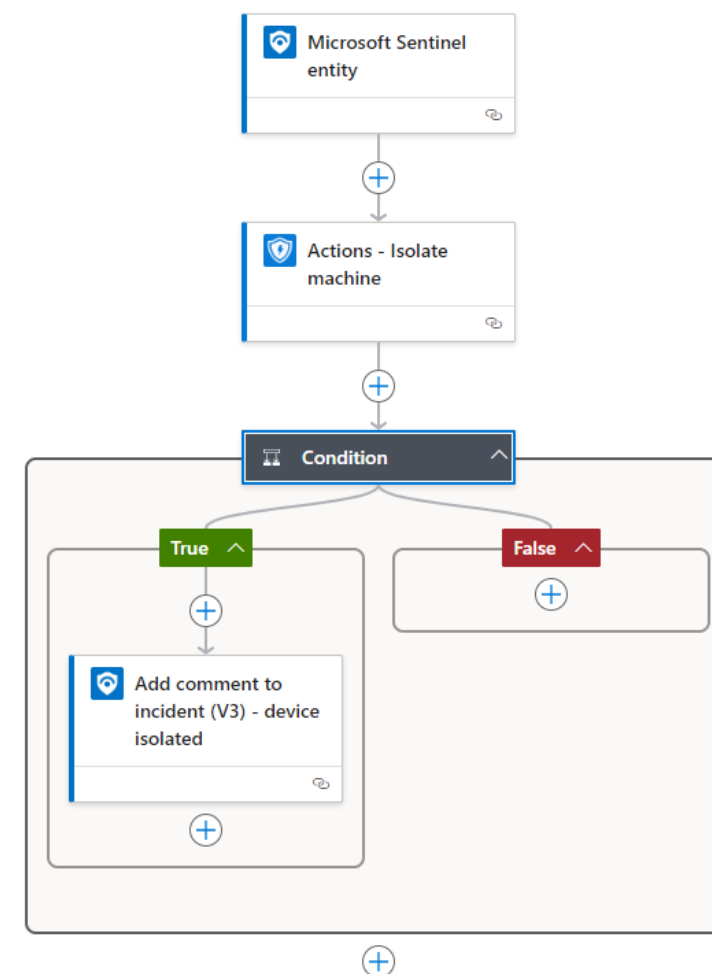 Microsoft Sentinel
entity
Actions - Isolate
machine
Condition
True
False
Add comment to
incident (V3) - device
isolated